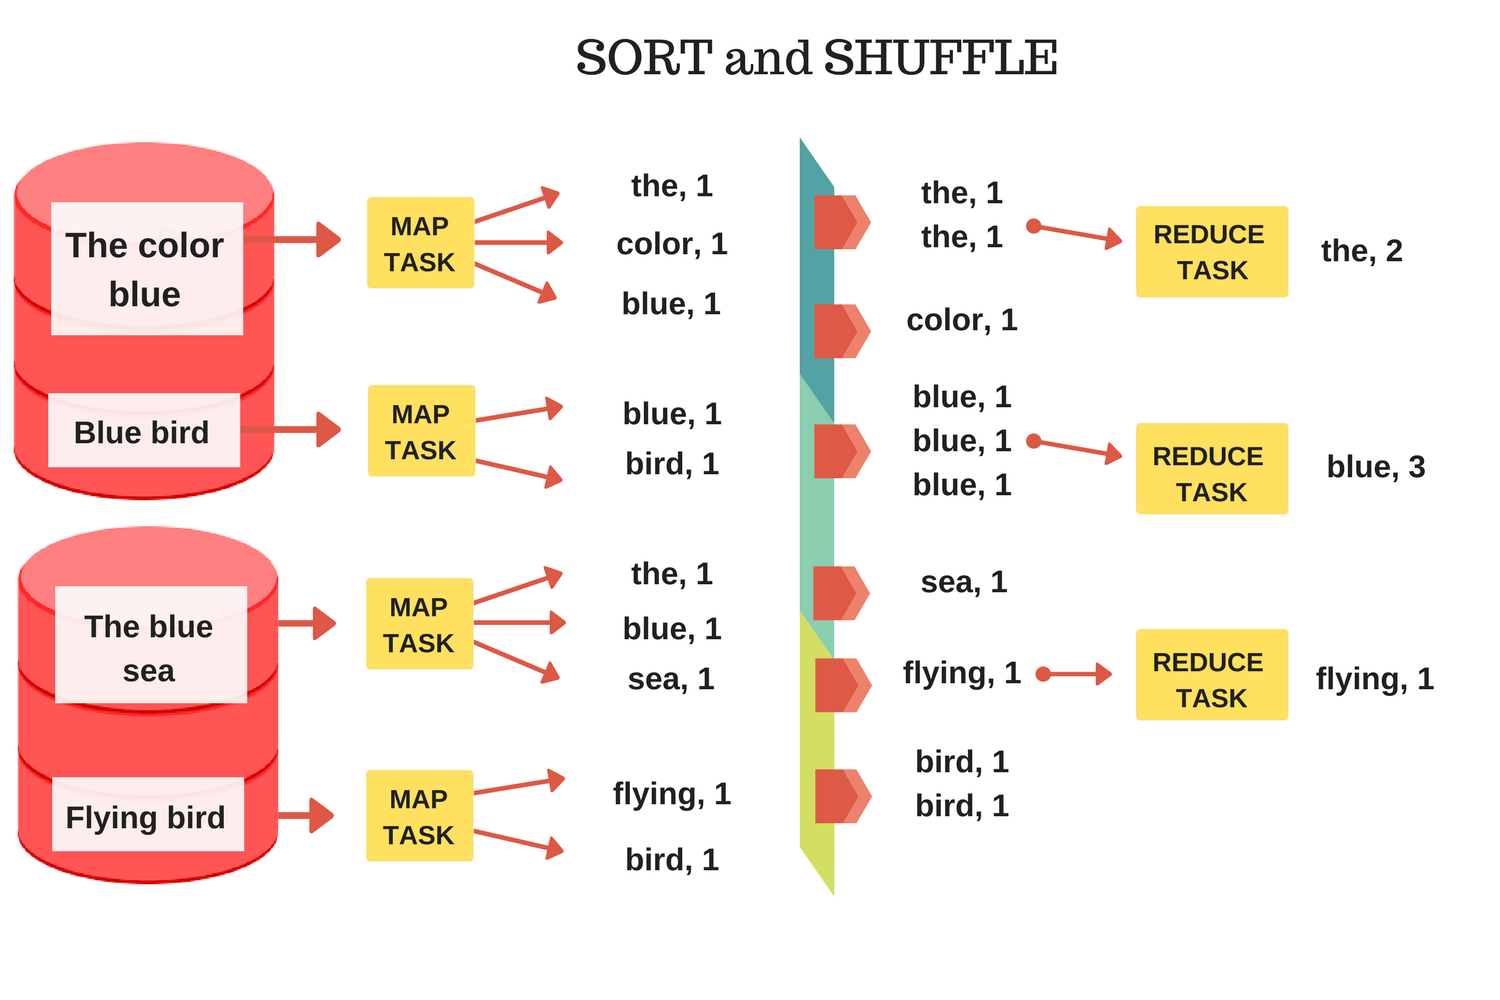 SORT and SHUFFLE
The color
blue
Blue bird
The blue
sea
Flying bird
MAP
TASK
MAP
TASK
MAP
TASK
MAP
TASK
the, 1
color, 1
blue, 1
blue, 1
bird, 1
the, 1
blue, 1
sea, 1
flying, 1
bird, 1
the, 1
the, 1
color, 1
blue, 1
blue, 1
blue, 1
sea, 1
flying, 1
bird, 1
bird, 1
REDUCE
TASK
REDUCE
TASK
REDUCE
TASK
the, 2
blue, 3
flying, 1